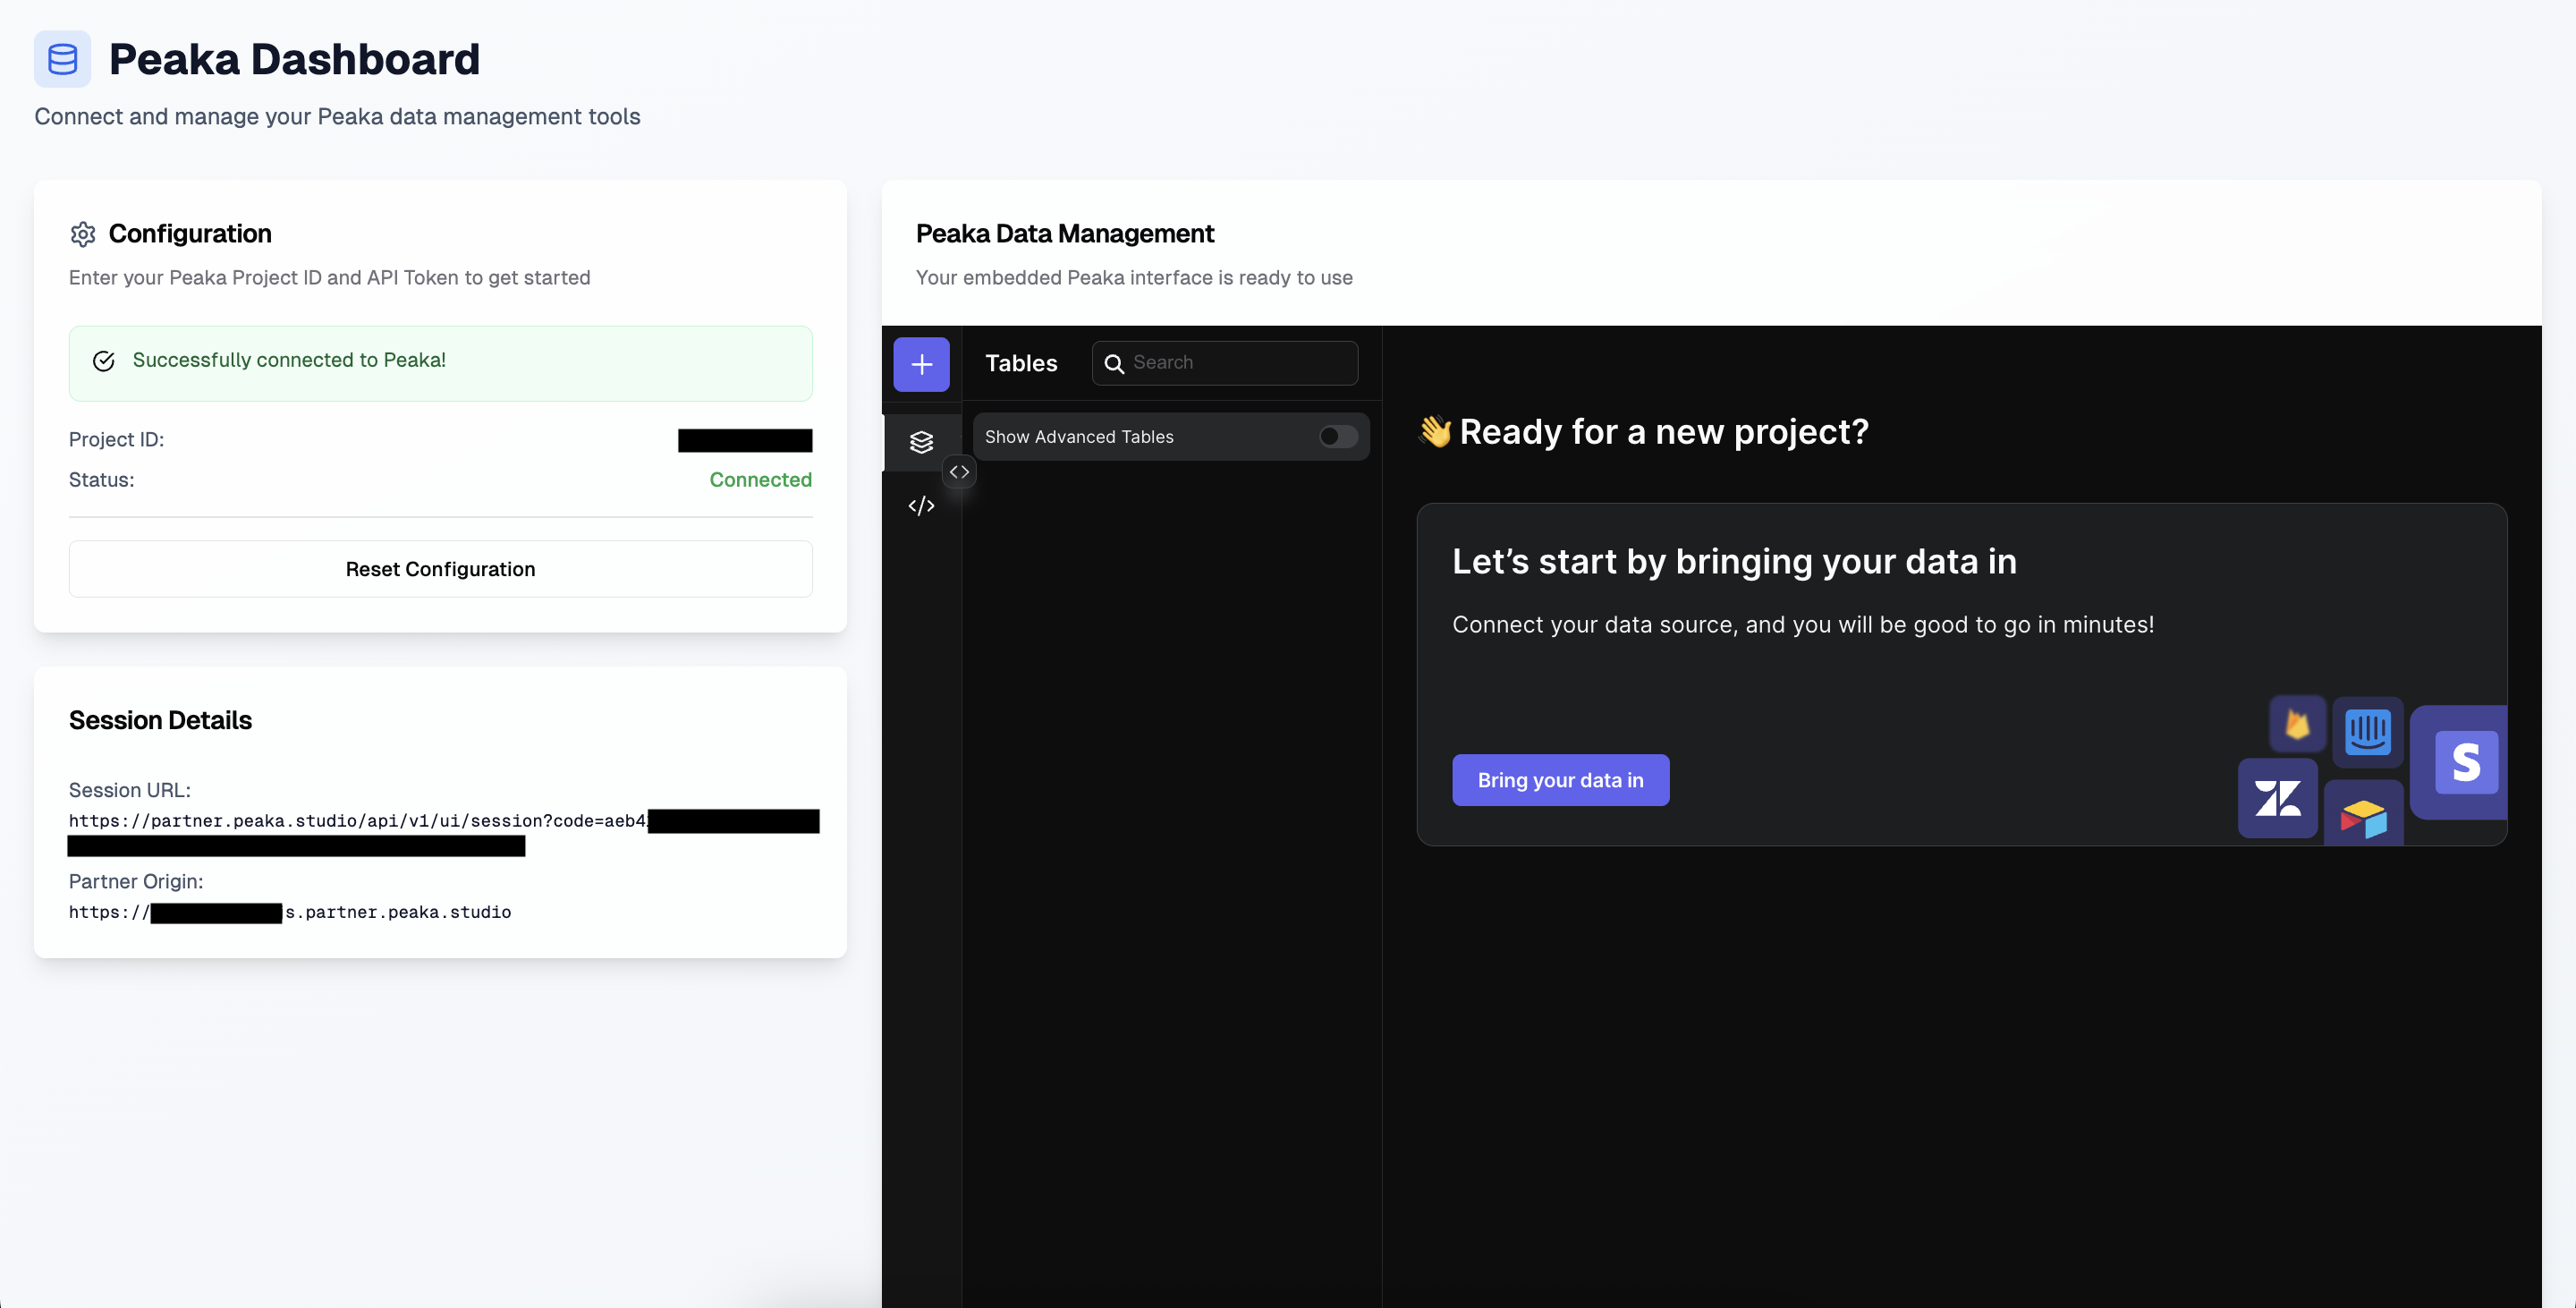 Peaka Dashboard
Connect and manage your Peaka data management tools
Configuration
Enter your Peaka Project ID and API Token to get started
Successfully connected to Peaka!
Project ID:
Status: Connected
Reset Configuration
Session Details
Session URL:
https://partner.peaka.studio/api/v1/ui/session?code=aeb4
Partner Origin:
https:// s.partner.peaka.studio
Peaka Data Management
Your embedded Peaka interface is ready to use
Tables
Search
Show Advanced Tables
👋 Ready for a new project?
Let’s start by bringing your data in
Connect your data source, and you will be good to go in minutes!
Bring your data in